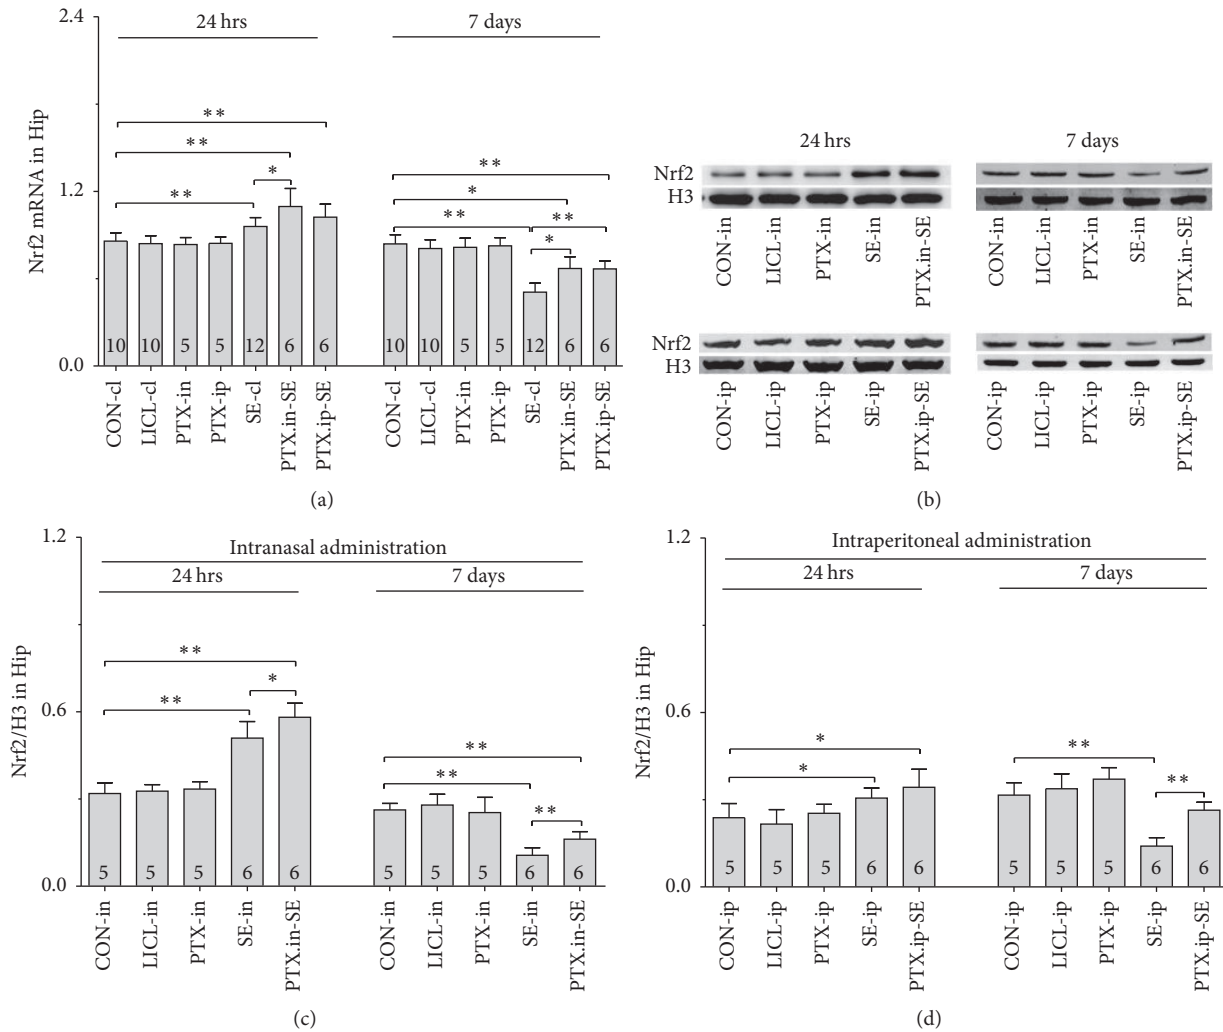 24 hrs
7 days
Nrf2 mRNA in Hip
2.4
1.2
0.0
** ** ** *
** * ** ** *
10 10 5 5 12 6 6
10 10 5 5 12 6 6
CON-cl LICL-cl PTX-in PTX-ip SE-cl PTX.in-SE PTX.ip-SE
CON-cl LICL-cl PTX-in PTX-ip SE-cl PTX.in-SE PTX.ip-SE
(a)
24 hrs
7 days
Nrf2
H3
CON-in LICL-in PTX-in SE-in PTX.in-SE
CON-in LICL-in PTX-in SE-in PTX.in-SE
Nrf2
H3
CON-ip LICL-ip PTX-ip SE-ip PTX.ip-SE
CON-ip LICL-ip PTX-ip SE-ip PTX.ip-SE
(b)
Intranasal administration
24 hrs
7 days
Nrf2/H3 in Hip
1.2
0.6
0.0
** ** *
** ** **
5 5 5 6 6
5 5 5 6 6
CON-in LICL-in PTX-in SE-in PTX.in-SE
CON-in LICL-in PTX-in SE-in PTX.in-SE
(c)
Intraperitoneal administration
24 hrs
7 days
Nrf2/H3 in Hip
1.2
0.6
0.0
* *
** **
5 5 5 6 6
5 5 5 6 6
CON-ip LICL-ip PTX-ip SE-ip PTX.ip-SE
CON-ip LICL-ip PTX-ip SE-ip PTX.ip-SE
(d)